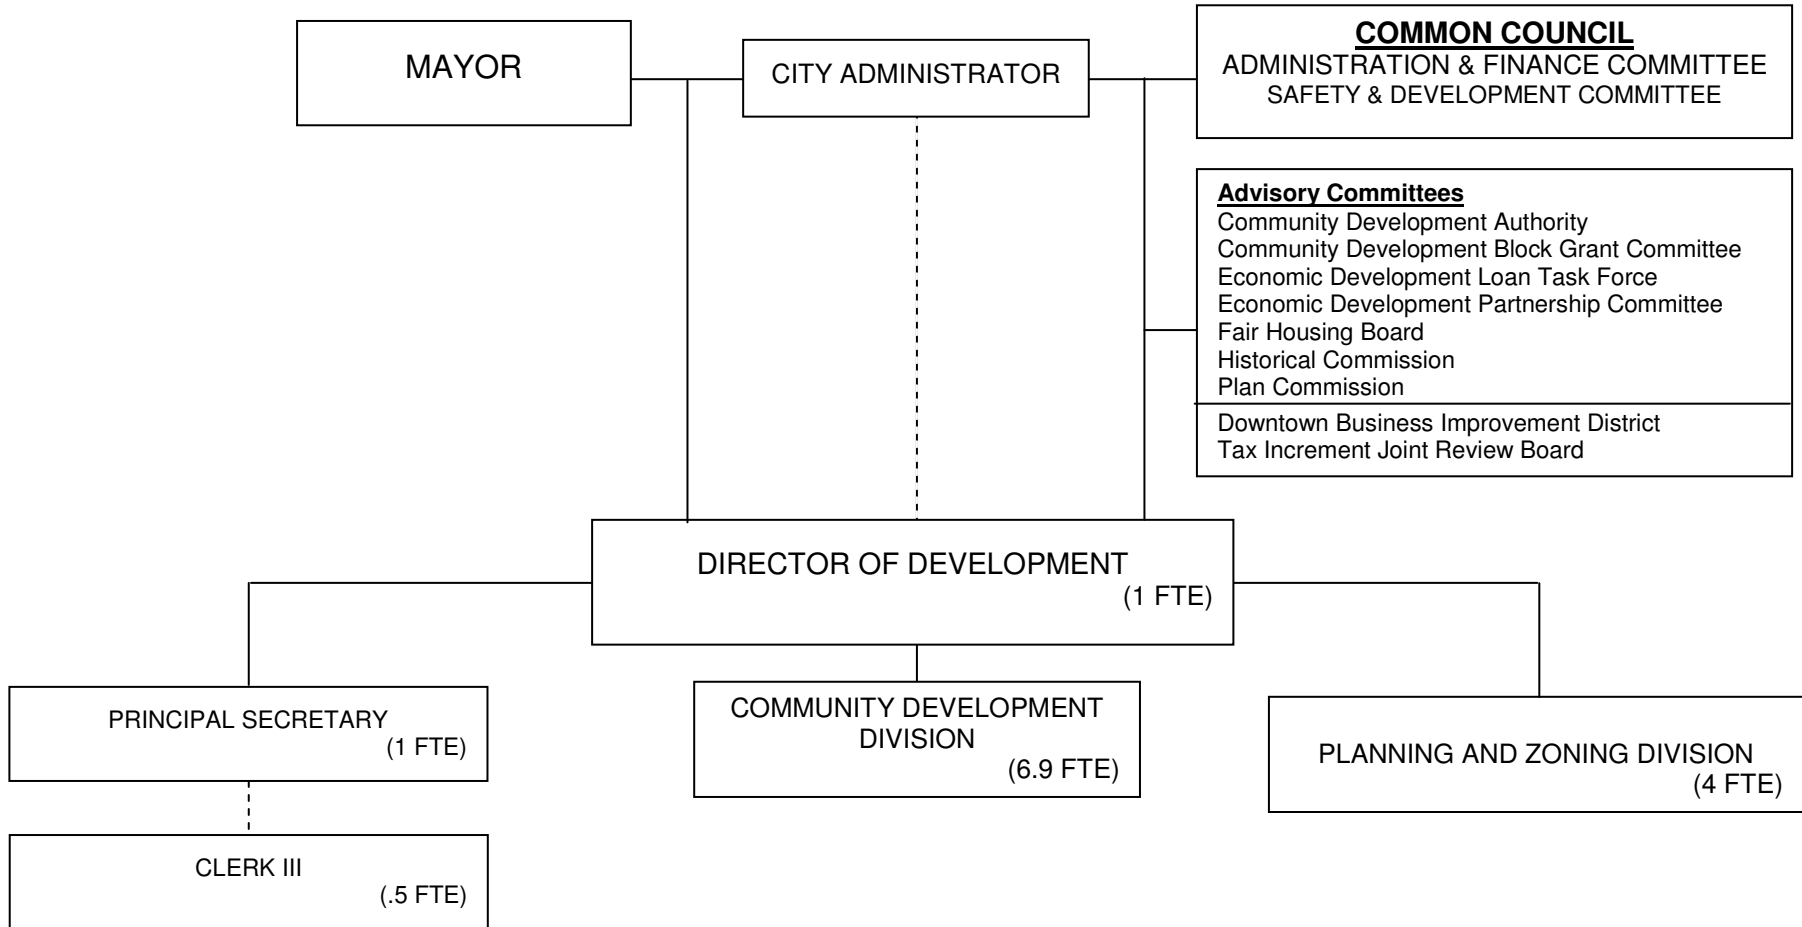 MAYOR
CITY ADMINISTRATOR
COMMON COUNCIL
ADMINISTRATION & FINANCE COMMITTEE
SAFETY & DEVELOPMENT COMMITTEE
Advisory Committees
Community Development Authority
Community Development Block Grant Committee
Economic Development Loan Task Force
Economic Development Partnership Committee
Fair Housing Board
Historical Commission
Plan Commission
Downtown Business Improvement District
Tax Increment Joint Review Board
DIRECTOR OF DEVELOPMENT
(1 FTE)
PRINCIPAL SECRETARY
(1 FTE)
COMMUNITY DEVELOPMENT
DIVISION
(6.9 FTE)
PLANNING AND ZONING DIVISION
(4 FTE)
CLERK III
(.5 FTE)